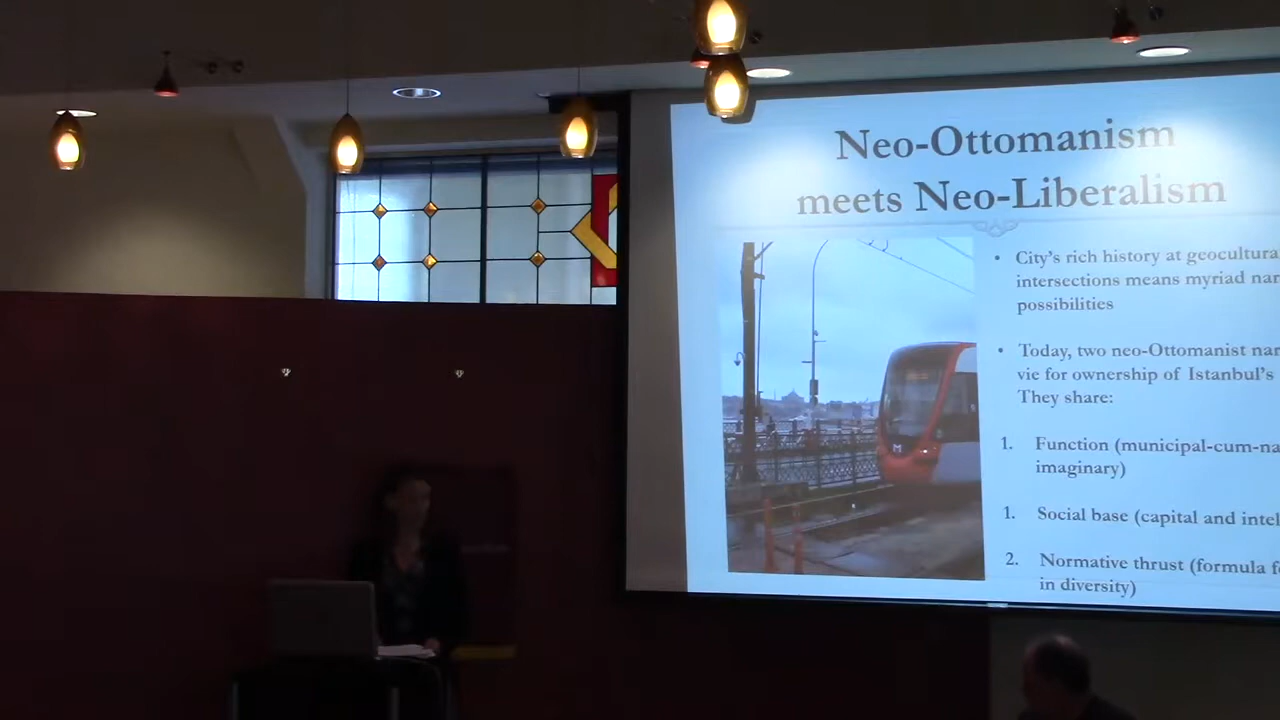 Neo-Ottomanism
meets Neo-Liberalism
• City's rich history at geocultura
intersections means myriad nar
possibilities
• Today, two neo-Ottomanist nar
vie for ownership of Istanbul's
They share:
1. Function (municipal-cum-na
imaginary)
1. Social base (capital and intel
2. Normative thrust (formula f
in diversity)
M